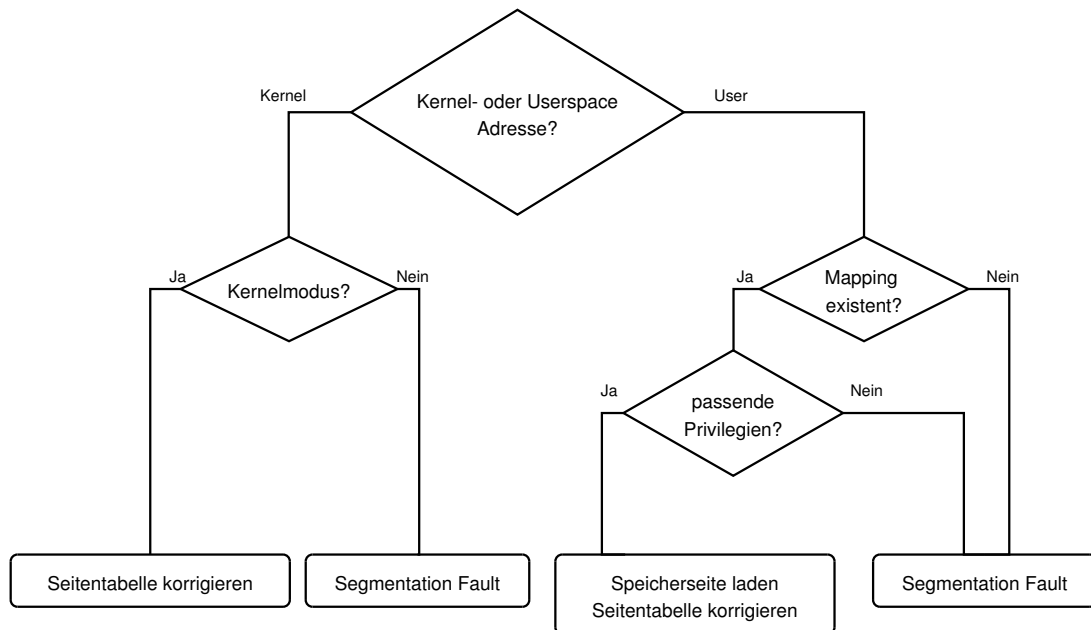 Kernel- oder Userspace
Adresse?
Kernel
User
Kernelmodus?
Ja
Nein
Mapping
existent?
Ja
Nein
passende
Privilegien?
Ja
Nein
Seitentabelle korrigieren
Segmentation Fault
Speicherseite laden
Seitentabelle korrigieren
Segmentation Fault